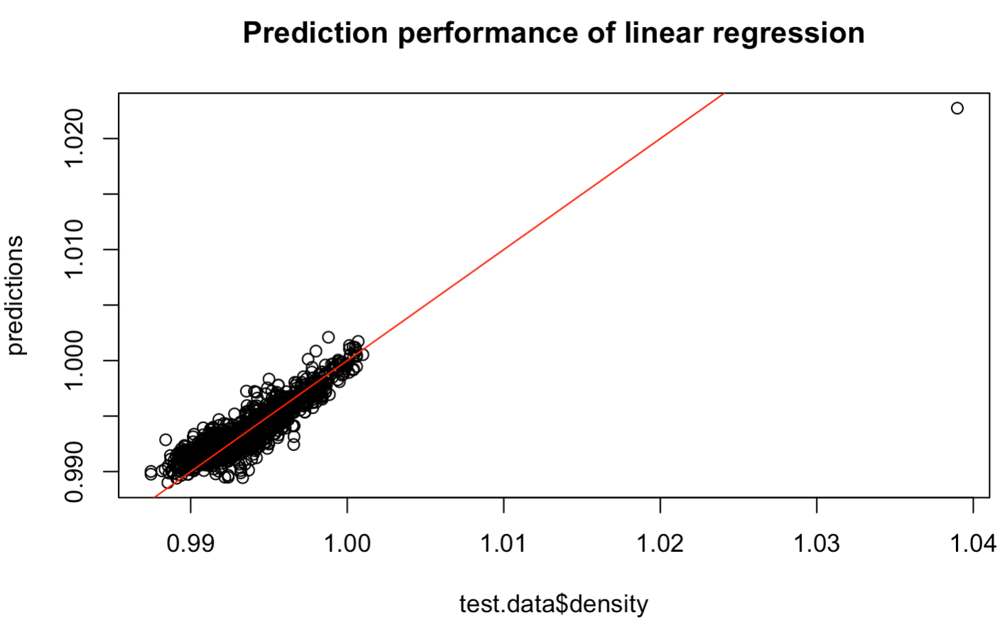 Prediction performance of linear regression
predictions
1.020
1.010
1.000
0.990
0.99 1.00 1.01 1.02 1.03 1.04
test.data$density